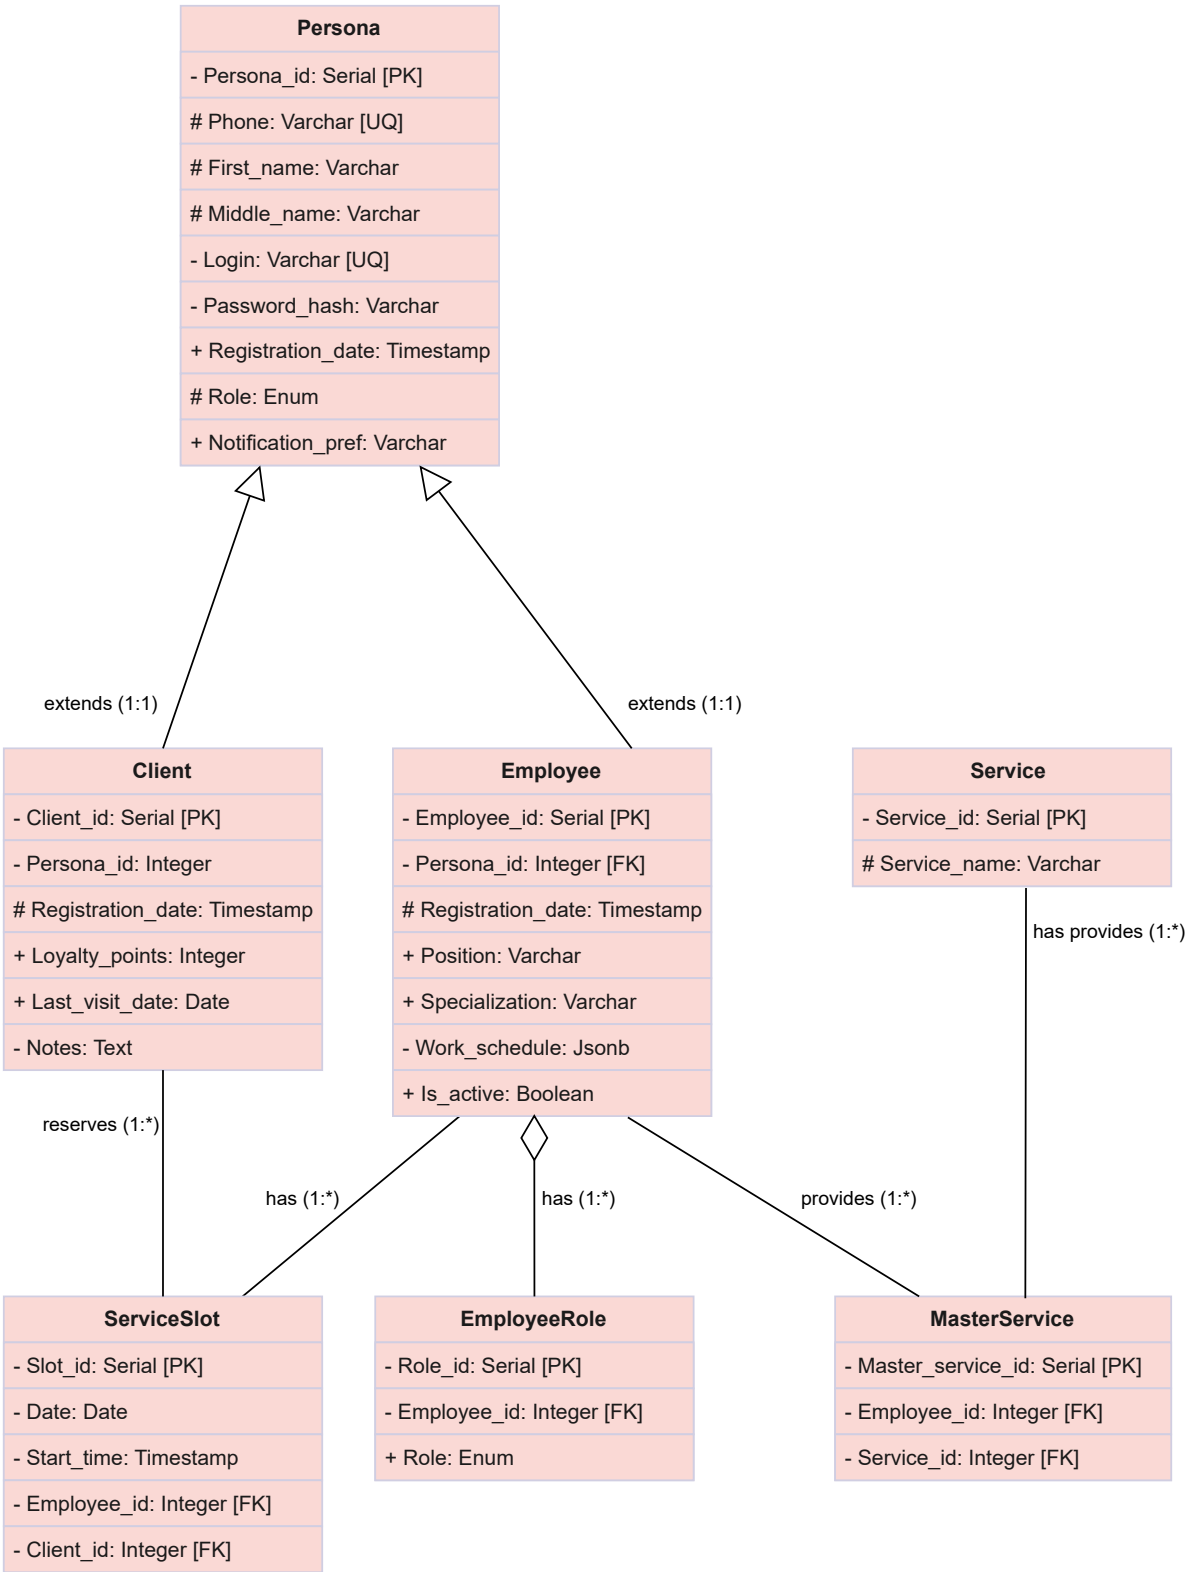 Persona
- Persona_id: Serial [PK]
# Phone: Varchar [UQ]
# First_name: Varchar
# Middle_name: Varchar
- Login: Varchar [UQ]
- Password_hash: Varchar
+ Registration_date: Timestamp
# Role: Enum
+ Notification_pref: Varchar
extends (1:1)
extends (1:1)
Client
- Client_id: Serial [PK]
- Persona_id: Integer
# Registration_date: Timestamp
+ Loyalty_points: Integer
+ Last_visit_date: Date
- Notes: Text
Employee
- Employee_id: Serial [PK]
- Persona_id: Integer [FK]
# Registration_date: Timestamp
+ Position: Varchar
+ Specialization: Varchar
- Work_schedule: Jsonb
+ Is_active: Boolean
Service
- Service_id: Serial [PK]
# Service_name: Varchar
has provides (1:*)
reserves (1:*)
has (1:*)
has (1:*)
provides (1:*)
ServiceSlot
- Slot_id: Serial [PK]
- Date: Date
- Start_time: Timestamp
- Employee_id: Integer [FK]
- Client_id: Integer [FK]
EmployeeRole
- Role_id: Serial [PK]
- Employee_id: Integer [FK]
+ Role: Enum
MasterService
- Master_service_id: Serial [PK]
- Employee_id: Integer [FK]
- Service_id: Integer [FK]